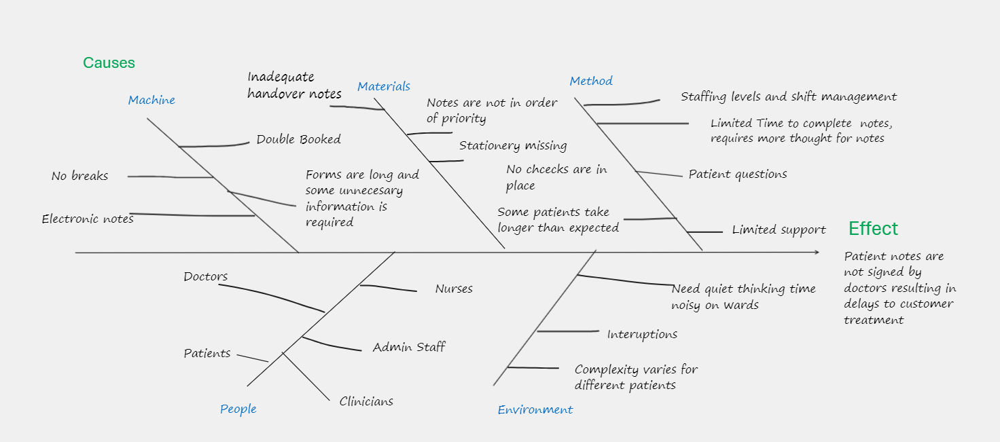 Causes
Machine
Double Booked
No breaks
Forms are long and
some unnecesary
information is
required
Electronic notes
Inadequate
handover notes
Materials
Notes are not in order
of priority
Stationery missing
No chcecks are in
place
Method
Staffing levels and shift management
Limited Time to complete notes,
requires more thought for notes
Patient questions
Some patients take
longer than expected
Limited support
Effect
Patient notes are
not signed by
doctors resulting in
delays to customer
treatment
Doctors
Nurses
Admin Staff
Patients
Clinicians
People
Need quiet thinking time
noisy on wards
Interuptions
Complexity varies for
different patients
Environment